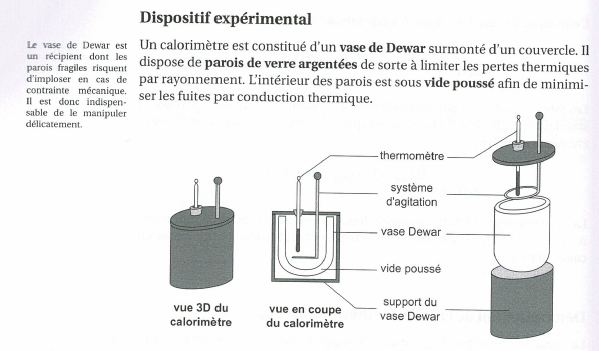 Dispositif expérimental
Le vase de Dewar est
un récipient dont les
parois fragiles risquent
d'imploser en cas de
contrainte mécanique.
Il est donc indispen-
sable de le manipuler
délicatement.
Un calorimètre est constitué d'un vase de Dewar surmonté d'un couvercle. Il
dispose de parois de verre argentées de sorte à limiter les pertes thermiques
par rayonnement. L'intérieur des parois est sous vide poussé afin de minimi-
ser les fuites par conduction thermique.
thermomètre
système
d'agitation
vase Dewar
vide poussé
support du
vase Dewar
vue 3D du
calorimètre
vue en coupe
du calorimètre